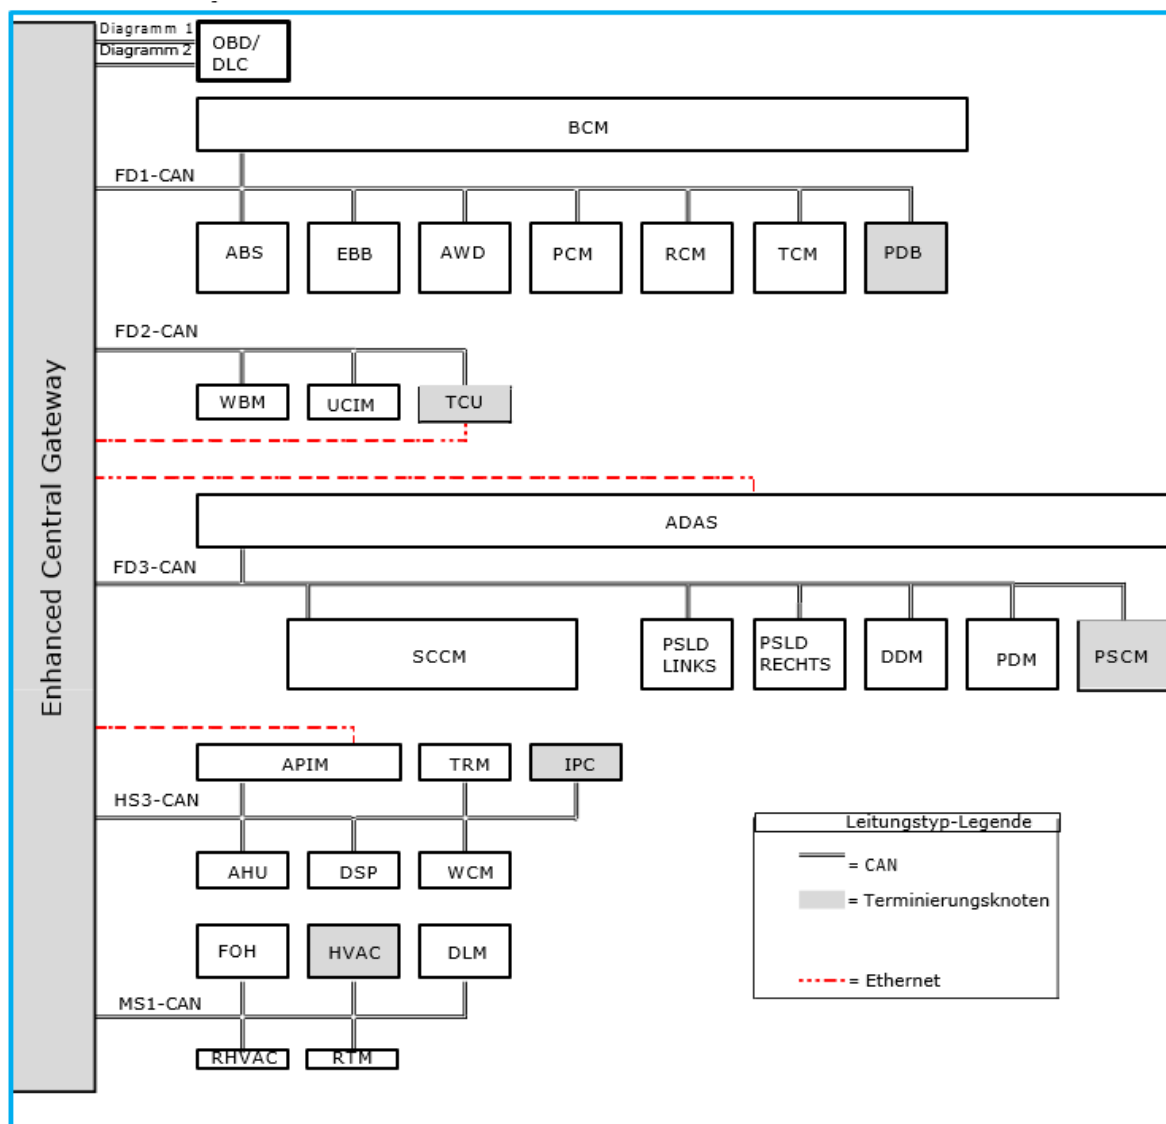 Diagramm 1
Diagramm 2
OBD/
DLC
BCM
FD1-CAN
ABS
EBB
AWD
PCM
RCM
TCM
PDB
FD2-CAN
WBM
UCIM
TCU
Enhanced Central Gateway
ADAS
FD3-CAN
SCCM
PSLD
LINKS
PSLD
RECHTS
DDM
PDM
PSCM
APIM
TRM
IPC
HS3-CAN
AHU
DSP
WCM
Leitungstyp-Legende
= CAN
= Terminierungsknoten
= Ethernet
FOH
HVAC
DLM
MS1-CAN
RHVAC
RTM